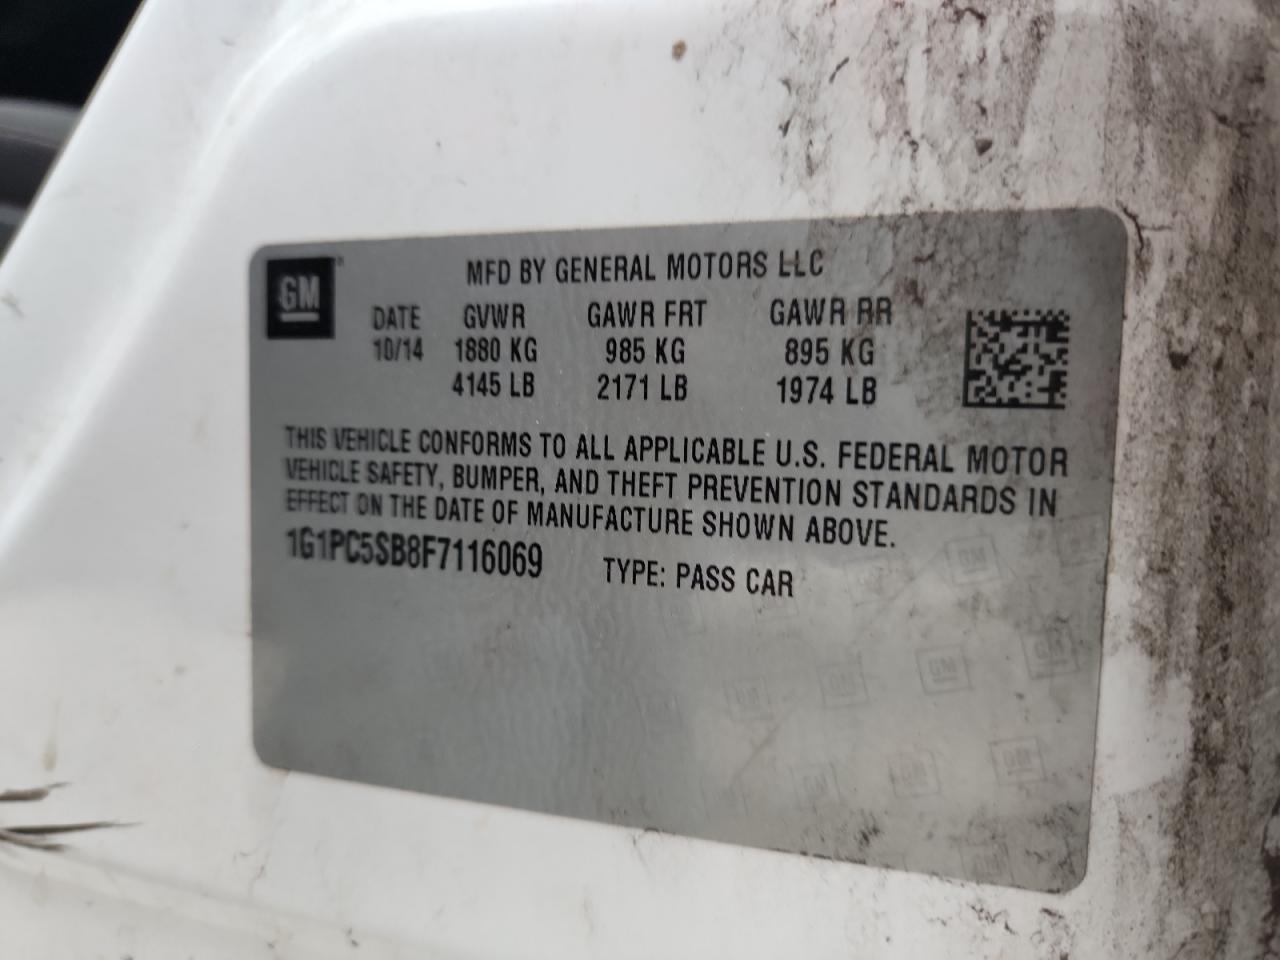 GM
MFD BY GENERAL MOTORS LLC
DATE GVWR GAWR FRT GAWR RR
10/14 1880 KG 985 KG 895 KG
4145 LB 2171 LB 1974 LB
THIS VEHICLE CONFORMS TO ALL APPLICABLE U.S. FEDERAL MOTOR
VEHICLE SAFETY, BUMPER, AND THEFT PREVENTION STANDARDS IN
EFFECT ON THE DATE OF MANUFACTURE SHOWN ABOVE.
1G1PC5SB8F7116069 TYPE: PASS CAR